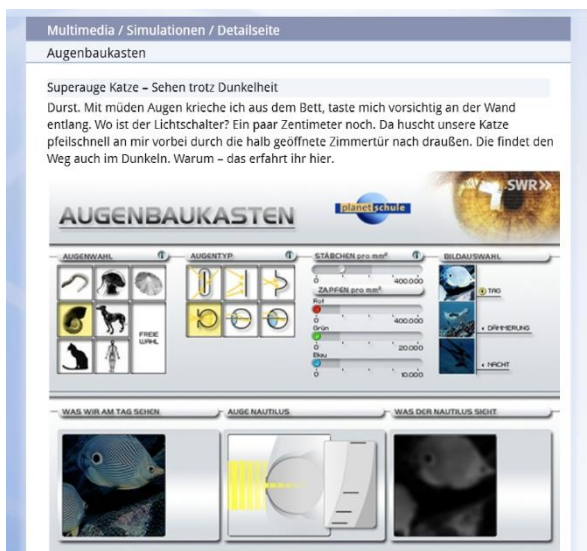 Multimedia / Simulationen / Detailseite
Augenbaukasten
Superauge Katze – Sehen trotz Dunkelheit
Durst. Mit müden Augen krieche ich aus dem Bett, taste mich vorsichtig an der Wand
entlang. Wo ist der Lichtschalter? Ein paar Zentimeter noch. Da huscht unsere Katze
pfeilschnell an mir vorbei durch die halb geöffnete Zimmertür nach draußen. Die findet den
Weg auch im Dunkeln. Warum – das erfahrt ihr hier.
AUGENBAUKASTEN
planet schule
SWR»
AUGENWAHL
AUGENTYP
STÄBCHEN pro mm²
BILDAUSWAHL
0 400.000
ZAPFEN pro mm²
Rot
0 400.000
Grün
0 20.000
Blau
0 10.000
FREIE
WAHL
TAG
DÄMMERUNG
NACHT
WAS WIR AM TAG SEHEN
AUGE NAUTILUS
WAS DER NAUTILUS SIEHT